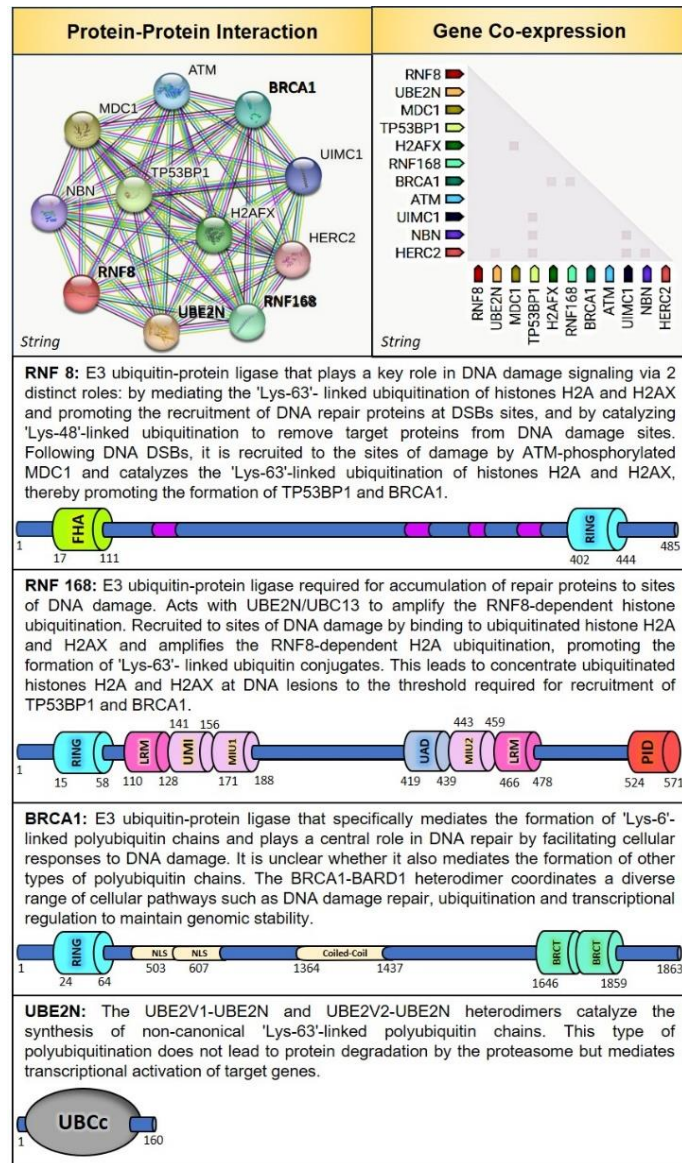 Protein-Protein Interaction
Gene Co-expression
ATM
BRCA1
MDC1
UIMC1
TP53BP1
NBN
H2AFX
HERC2
RNF8
RNF168
UBE2N
String
RNF8
UBE2N
MDC1
TP53BP1
H2AFX
RNF168
BRCA1
ATM
UIMC1
NBN
HERC2
RNF8
UBE2N
MDC1
TP53BP1
H2AFX
RNF168
BRCA1
ATM
UIMC1
NBN
HERC2
String
RNF 8: E3 ubiquitin-protein ligase that plays a key role in DNA damage signaling via 2
distinct roles: by mediating the 'Lys-63'- linked ubiquitination of histones H2A and H2AX
and promoting the recruitment of DNA repair proteins at DSBs sites, and by catalyzing
'Lys-48'-linked ubiquitination to remove target proteins from DNA damage sites.
Following DNA DSBs, it is recruited to the sites of damage by ATM-phosphorylated
MDC1 and catalyzes the 'Lys-63'-linked ubiquitination of histones H2A and H2AX,
thereby promoting the formation of TP53BP1 and BRCA1.
FHA
RING
1
17
111
402
444
485
RNF 168: E3 ubiquitin-protein ligase required for accumulation of repair proteins to sites
of DNA damage. Acts with UBE2N/UBC13 to amplify the RNF8-dependent histone
ubiquitination. Recruited to sites of DNA damage by binding to ubiquitinated histone H2A
and H2AX and amplifies the RNF8-dependent H2A ubiquitination, promoting the
formation of 'Lys-63'- linked ubiquitin conjugates. This leads to concentrate ubiquitinated
histones H2A and H2AX at DNA lesions to the threshold required for recruitment of
TP53BP1 and BRCA1.
141 156
443 459
RING
LRM
UMI
MIU1
UAD
MIU2
LRM
PID
1
15
58
110
128
171
188
419
439
466
478
524
571
BRCA1: E3 ubiquitin-protein ligase that specifically mediates the formation of 'Lys-6'-
linked polyubiquitin chains and plays a central role in DNA repair by facilitating cellular
responses to DNA damage. It is unclear whether it also mediates the formation of other
types of polyubiquitin chains. The BRCA1-BARD1 heterodimer coordinates a diverse
range of cellular pathways such as DNA damage repair, ubiquitination and transcriptional
regulation to maintain genomic stability.
RING
NLS
NLS
Coiled-Coil
BRCT
BRCT
1
24
64
503
607
1364
1437
1646
1859
1863
UBE2N: The UBE2V1-UBE2N and UBE2V2-UBE2N heterodimers catalyze the
synthesis of non-canonical 'Lys-63'-linked polyubiquitin chains. This type of
polyubiquitination does not lead to protein degradation by the proteasome but mediates
transcriptional activation of target genes.
UBCc
1
160